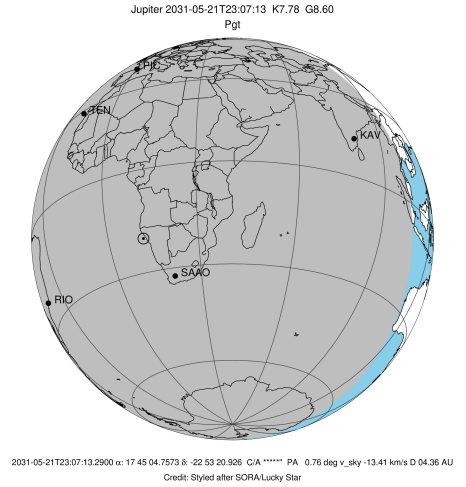 Jupiter 2031-05-21T23:07:13 K7.78 G8.60
Pgt
PIC
TEN
KAV
SAAO
RIO
2031-05-21T23:07:13.2900 α: 17 45 04.7573 δ: -22 53 20.926 C/A *****" PA 0.76 deg v_sky -13.41 km/s D 04.36 AU
Credit: Styled after SORA/Lucky Star